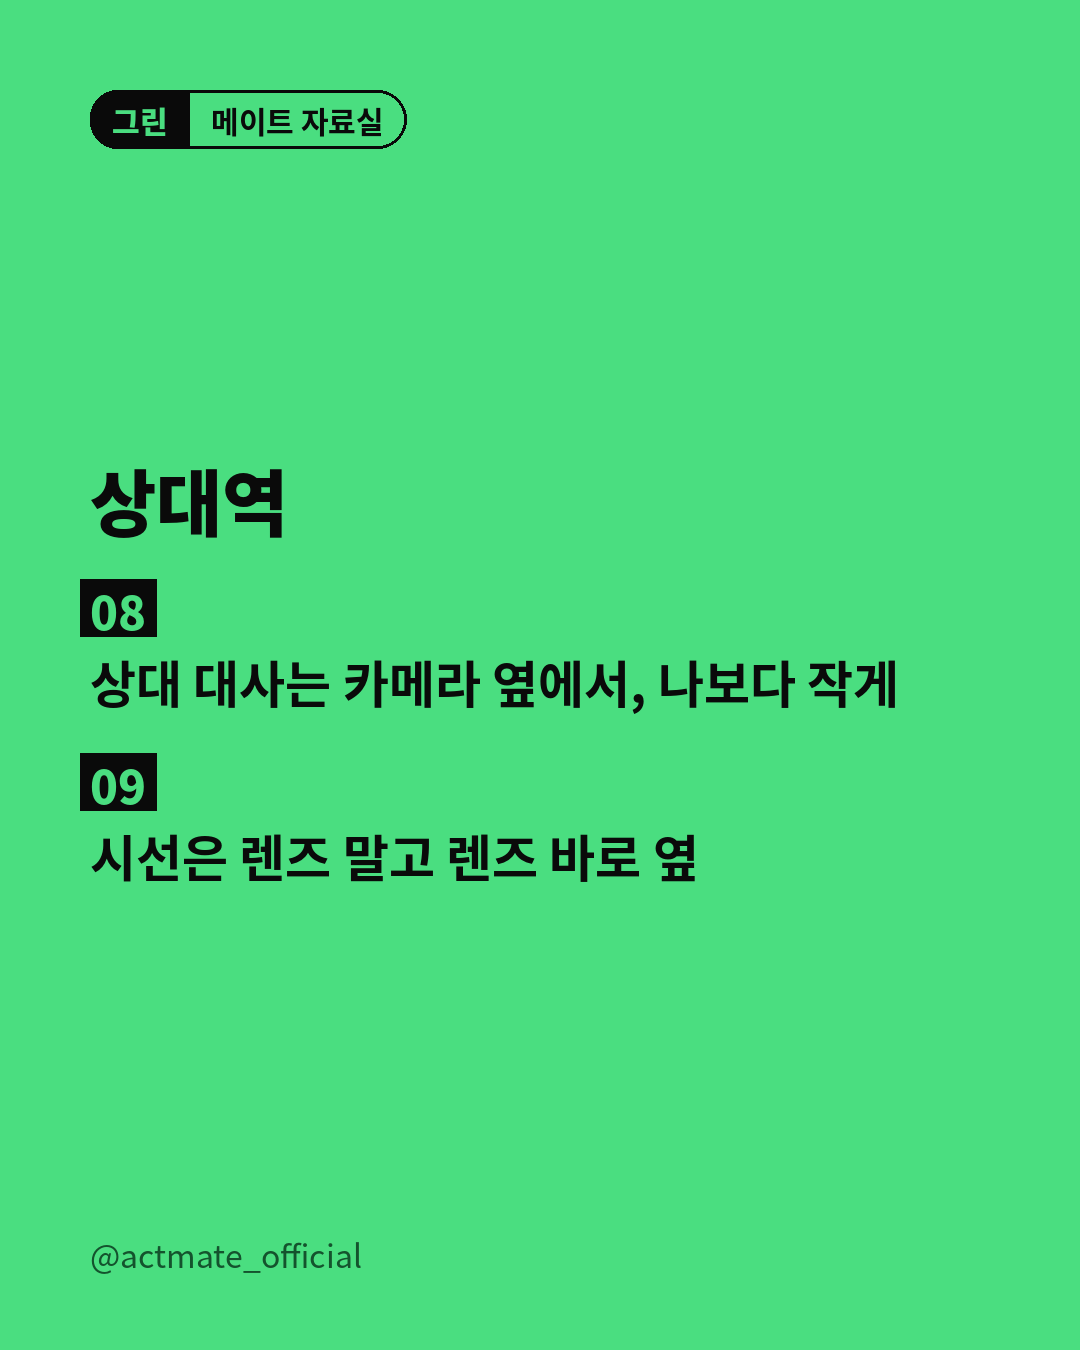 그린 메이트 자료실
상대역
08
상대 대사는 카메라 옆에서, 나보다 작게
09
시선은 렌즈 말고 렌즈 바로 옆
@actmate_official